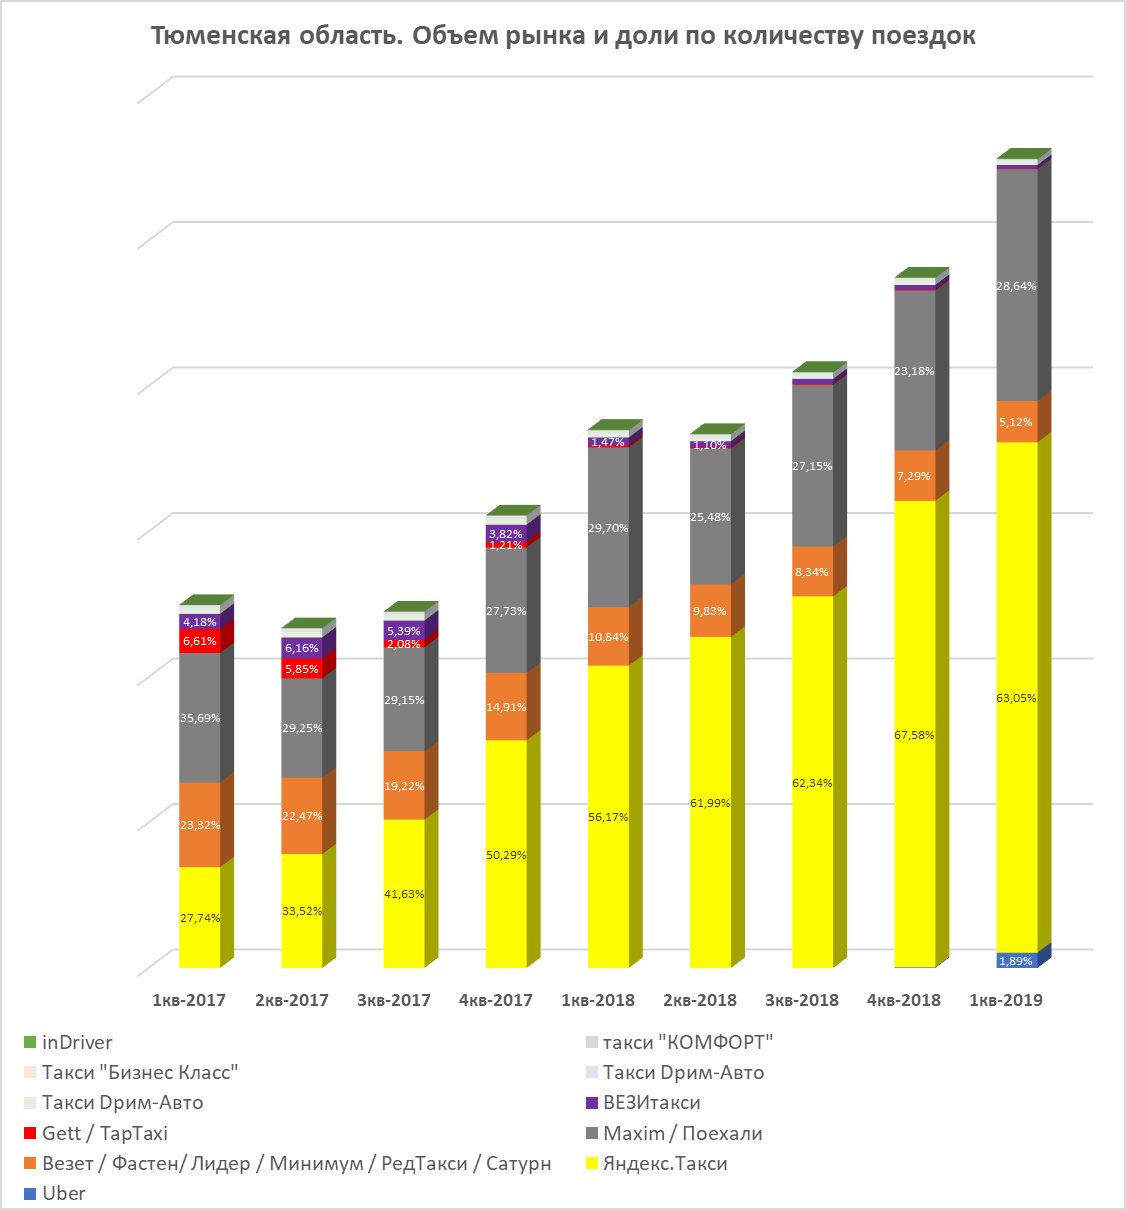 Тюменская область. Объем рынка и доли по количеству поездок
27,74%
23,32%
35,69%
6,61%
4,18%
33,52%
22,47%
29,25%
5,85%
6,16%
41,63%
19,22%
29,15%
2,08%
5,39%
50,29%
14,91%
27,73%
1,21%
3,82%
56,17%
10,84%
29,70%
1,47%
61,99%
9,83%
25,48%
1,10%
62,34%
8,34%
27,15%
67,58%
7,29%
23,18%
1,89%
63,05%
5,12%
28,64%
1кв-2017 2кв-2017 3кв-2017 4кв-2017 1кв-2018 2кв-2018 3кв-2018 4кв-2018 1кв-2019
inDriver
такси "КОМФОРТ"
Такси "Бизнес Класс"
Такси Dрим-Авто
Такси Dрим-Авто
ВЕЗИтакси
Gett / TapTaxi
Maxim / Поехали
Везет / Фастен/ Лидер / Минимум / РедТакси / Сатурн
Яндекс.Такси
Uber